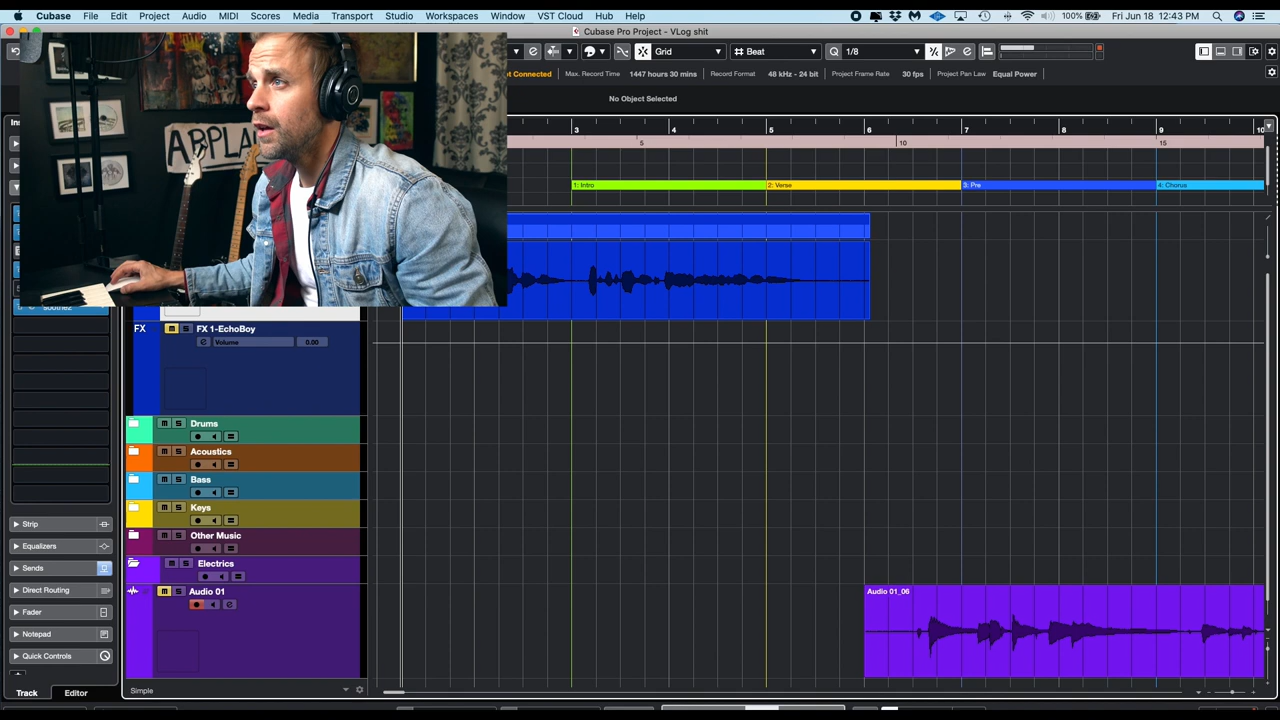 Cubase File Edit Project Audio MIDI Scores Media Transport Studio Workspaces Window VST Cloud Hub Help 100% Fri Jun 18 12:43 PM
Cubase Pro Project - VLog shit
Grid Beat Q 1/8
Connected Max. Record Time 1447 hours 30 mins Record Format 48 kHz - 24 bit Project Frame Rate 30 fps Project Pan Law Equal Power
No Object Selected
3 4 5 6 7 8 9 10
5 10 15
1: Intro 2: Verse 3: Pre 4: Chorus
FX M S FX 1-EchoBoy
e Volume 0.00
M S Drums
M S Acoustics
M S Bass
M S Keys
M S Other Music
M S Electrics
M S Audio 01
Audio 01_06
Strip
Equalizers
Sends
Direct Routing
Fader
Notepad
Quick Controls
Track Editor
Simple